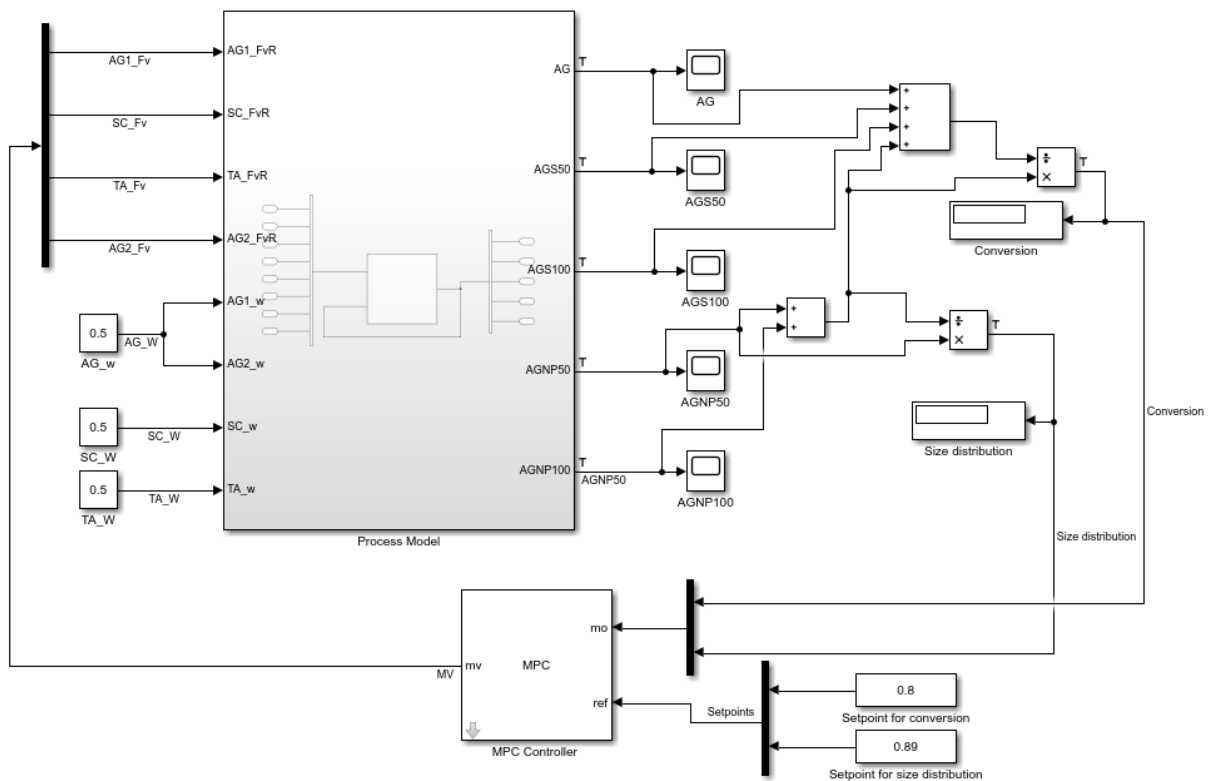 AG1_Fv
SC_Fv
TA_Fv
AG2_Fv
0.5
AG_w
AG_W
0.5
SC_W
SC_W
0.5
TA_W
TA_W
AG1_FvR
SC_FvR
TA_FvR
AG2_FvR
AG1_w
AG2_w
SC_w
TA_w
AG
AGS50
AGS100
AGNP50
AGNP100
Process Model
T
T
T
T
T
AGNP50
AG
AGS50
AGS100
AGNP50
AGNP100
+
+
+
+
÷
×
T
Conversion
+
+
÷
×
T
Size distribution
Conversion
Size distribution
mv
MPC
mo
ref
MPC Controller
MV
Setpoints
0.8
Setpoint for conversion
0.89
Setpoint for size distribution